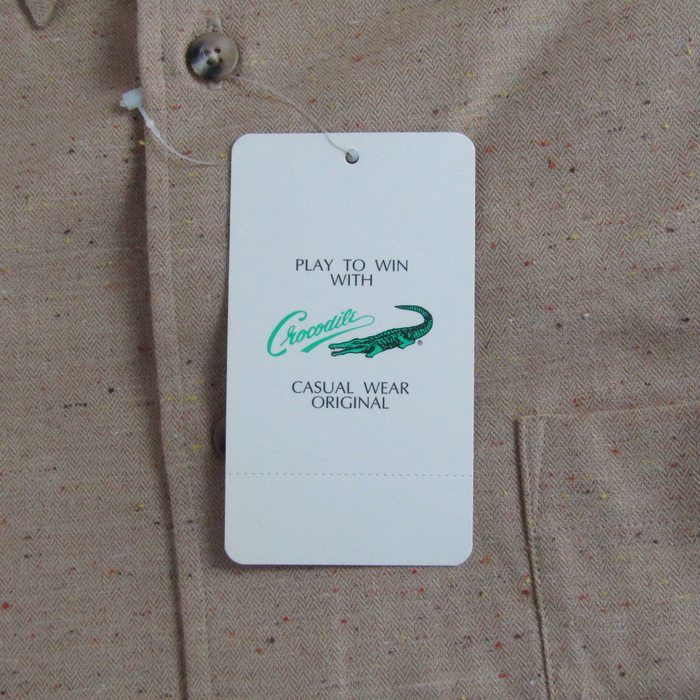 PLAY TO WIN
WITH
Crocodile
®
CASUAL WEAR
ORIGINAL